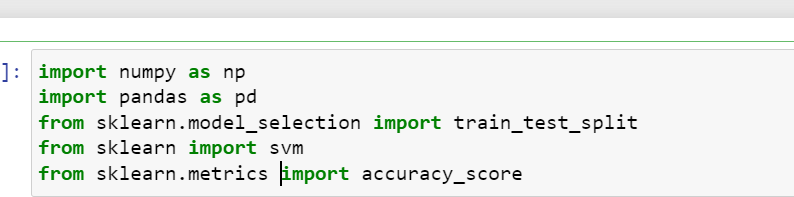 ]:
import numpy as np
import pandas as pd
from sklearn.model_selection import train_test_split
from sklearn import svm
from sklearn.metrics import accuracy_score